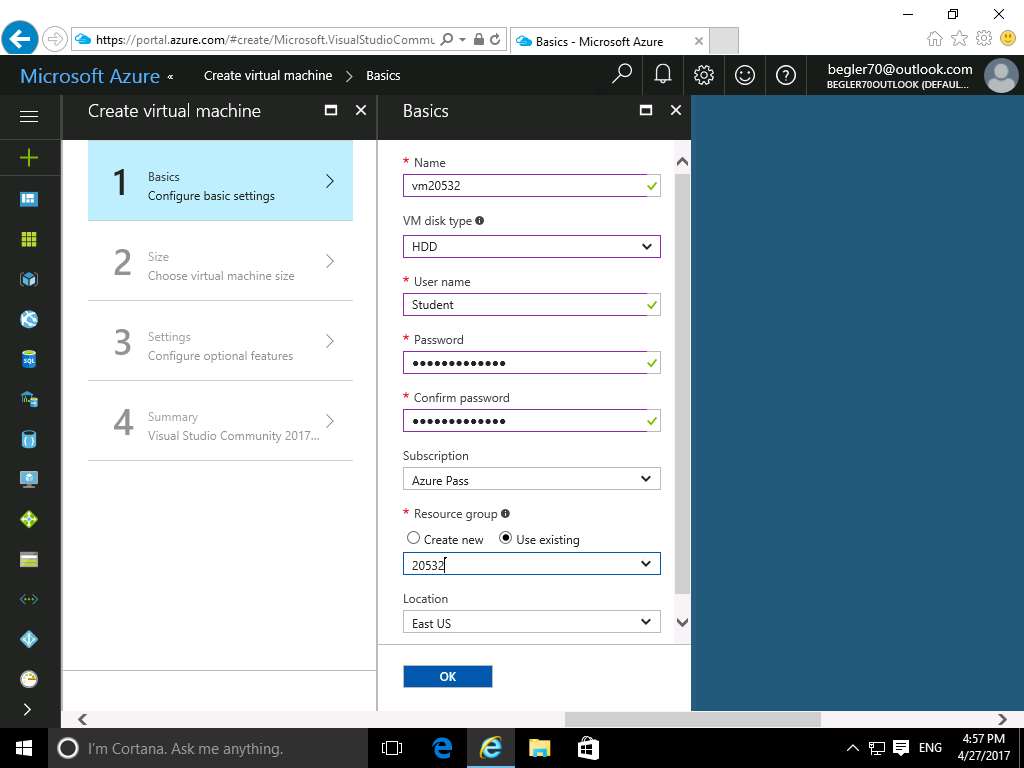 https://portal.azure.com/#create/Microsoft.VisualStudioCommu
Basics - Microsoft Azure
Microsoft Azure «
Create virtual machine > Basics
begler70@outlook.com
BEGLER70OUTLOOK (DEFAUL...
Create virtual machine
Basics
1
Basics
Configure basic settings
2
Size
Choose virtual machine size
3
Settings
Configure optional features
4
Summary
Visual Studio Community 2017...
* Name
vm20532
VM disk type
HDD
* User name
Student
* Password
•••••••••••••
* Confirm password
•••••••••••••
Subscription
Azure Pass
* Resource group
Create new Use existing
20532
Location
East US
OK
SQL
I'm Cortana. Ask me anything.
ENG
4:57 PM
4/27/2017